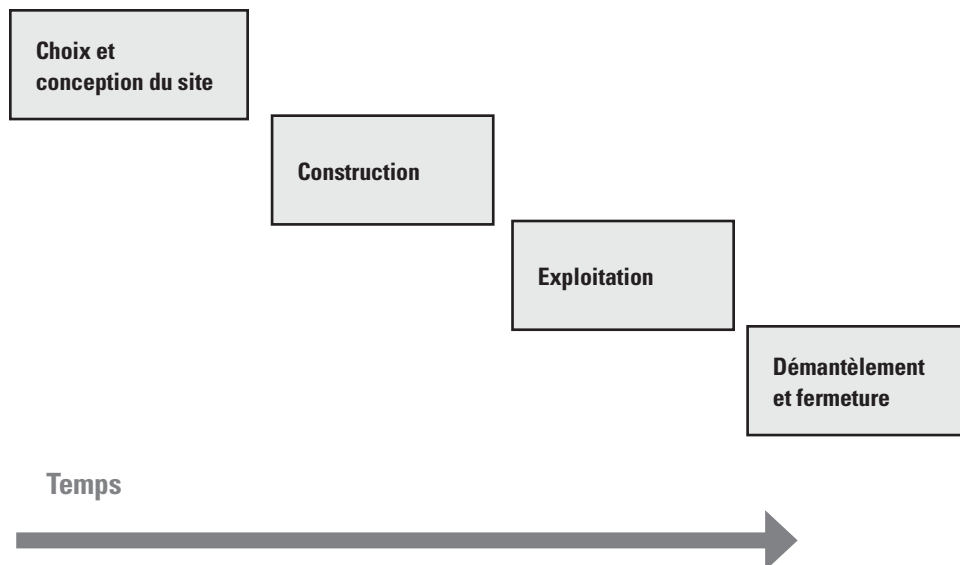 Choix et
conception du site
Construction
Exploitation
Démantèlement
et fermeture
Temps